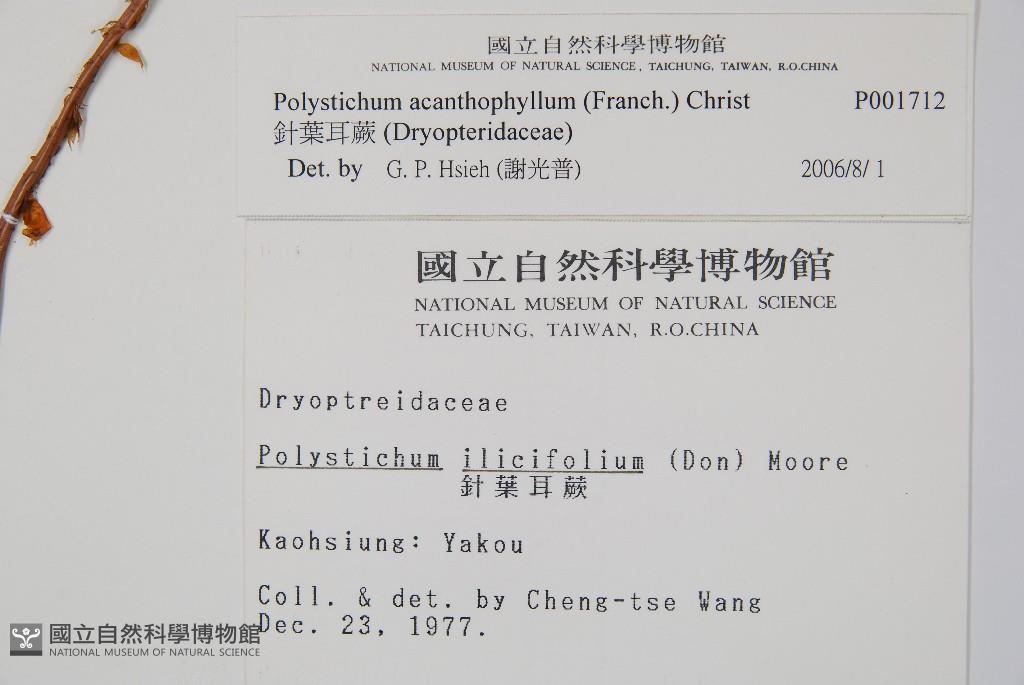 國立自然科學博物館
NATIONAL MUSEUM OF NATURAL SCIENCE, TAICHUNG, TAIWAN, R.O.CHINA
Polystichum acanthophyllum (Franch.) Christ P001712
針葉耳蕨 (Dryopteridaceae)
Det. by G. P. Hsieh (謝光普) 2006/8/ 1
國立自然科學博物館
NATIONAL MUSEUM OF NATURAL SCIENCE
TAICHUNG, TAIWAN, R.O.CHINA
Dryoptreidaceae
Polystichum ilicifolium (Don) Moore
針葉耳蕨
Kaohsiung: Yakou
Coll. & det. by Cheng-tse Wang
Dec. 23, 1977.
國立自然科學博物館
NATIONAL MUSEUM OF NATURAL SCIENCE